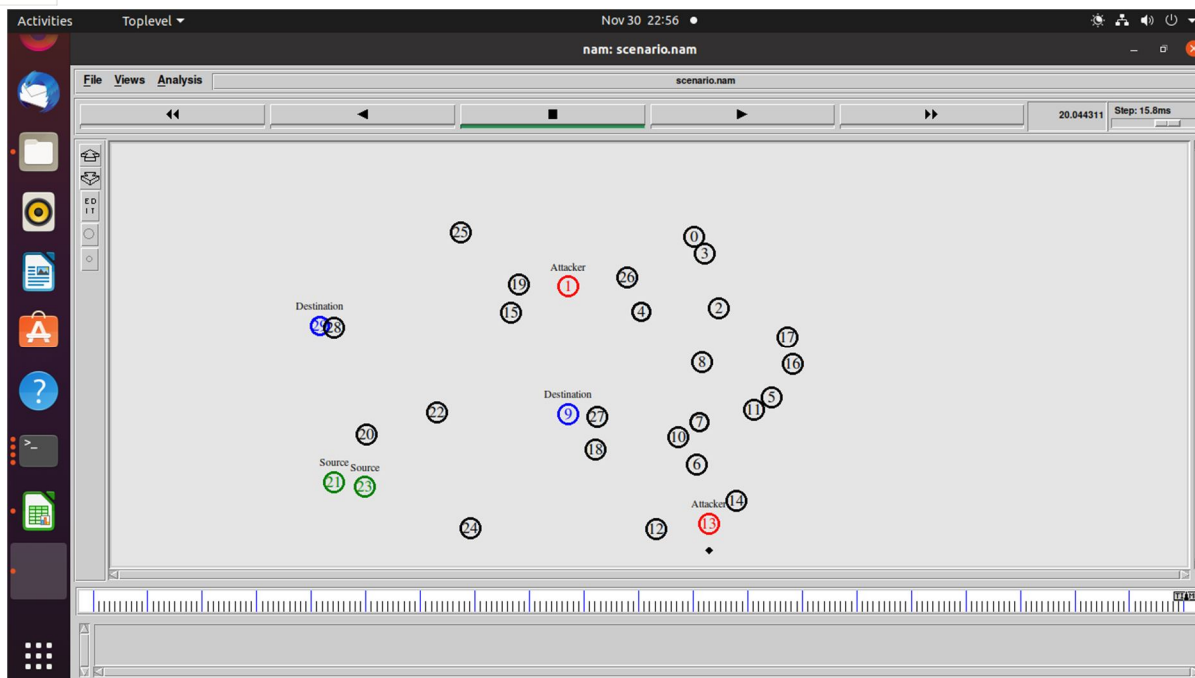 Activities Toplevel Nov 30 22:56
nam: scenario.nam
File Views Analysis scenario.nam
20.044311 Step: 15.8ms
ED
IT
25
0
3
Attacker
19 1 26
Destination
15 4 2
29 28
17
8 16
Destination
5
22 9 27 11
20 10 7
18
Source Source
21 23 6
Attacker 14
24 12 13
>_
?